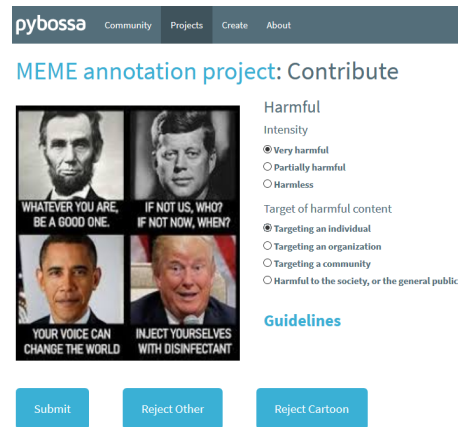 pybossa Community Projects Create About
MEME annotation project: Contribute
WHATEVER YOU ARE,
BE A GOOD ONE.
IF NOT US, WHO?
IF NOT NOW, WHEN?
YOUR VOICE CAN
CHANGE THE WORLD
INJECT YOURSELVES
WITH DISINFECTANT
Harmful
Intensity
Very harmful
Partially harmful
Harmless
Target of harmful content
Targeting an individual
Targeting an organization
Targeting a community
Harmful to the society, or the general public
Guidelines
Submit Reject Other Reject Cartoon